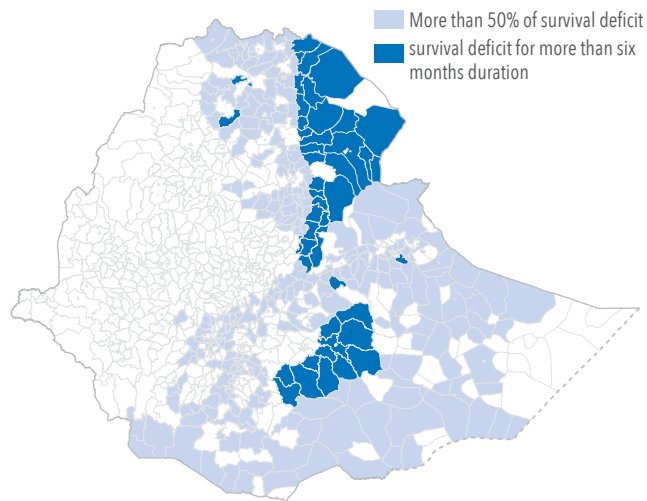 More than 50% of survival deficit
survival deficit for more than six
months duration